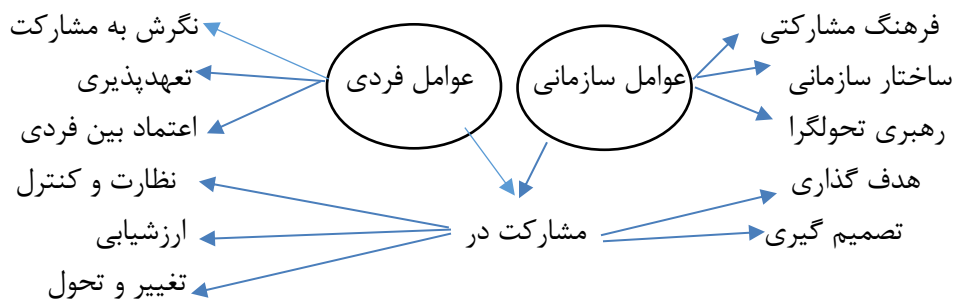 فرهنگ مشارکتی
ساختار سازمانی
رهبری تحولگرا
عوامل سازمانی
عوامل فردی
نگرش به مشارکت
تعهدپذیری
اعتماد بین فردی
مشارکت در
هدف گذاری
تصمیم گیری
نظارت و کنترل
ارزشیابی
تغییر و تحول